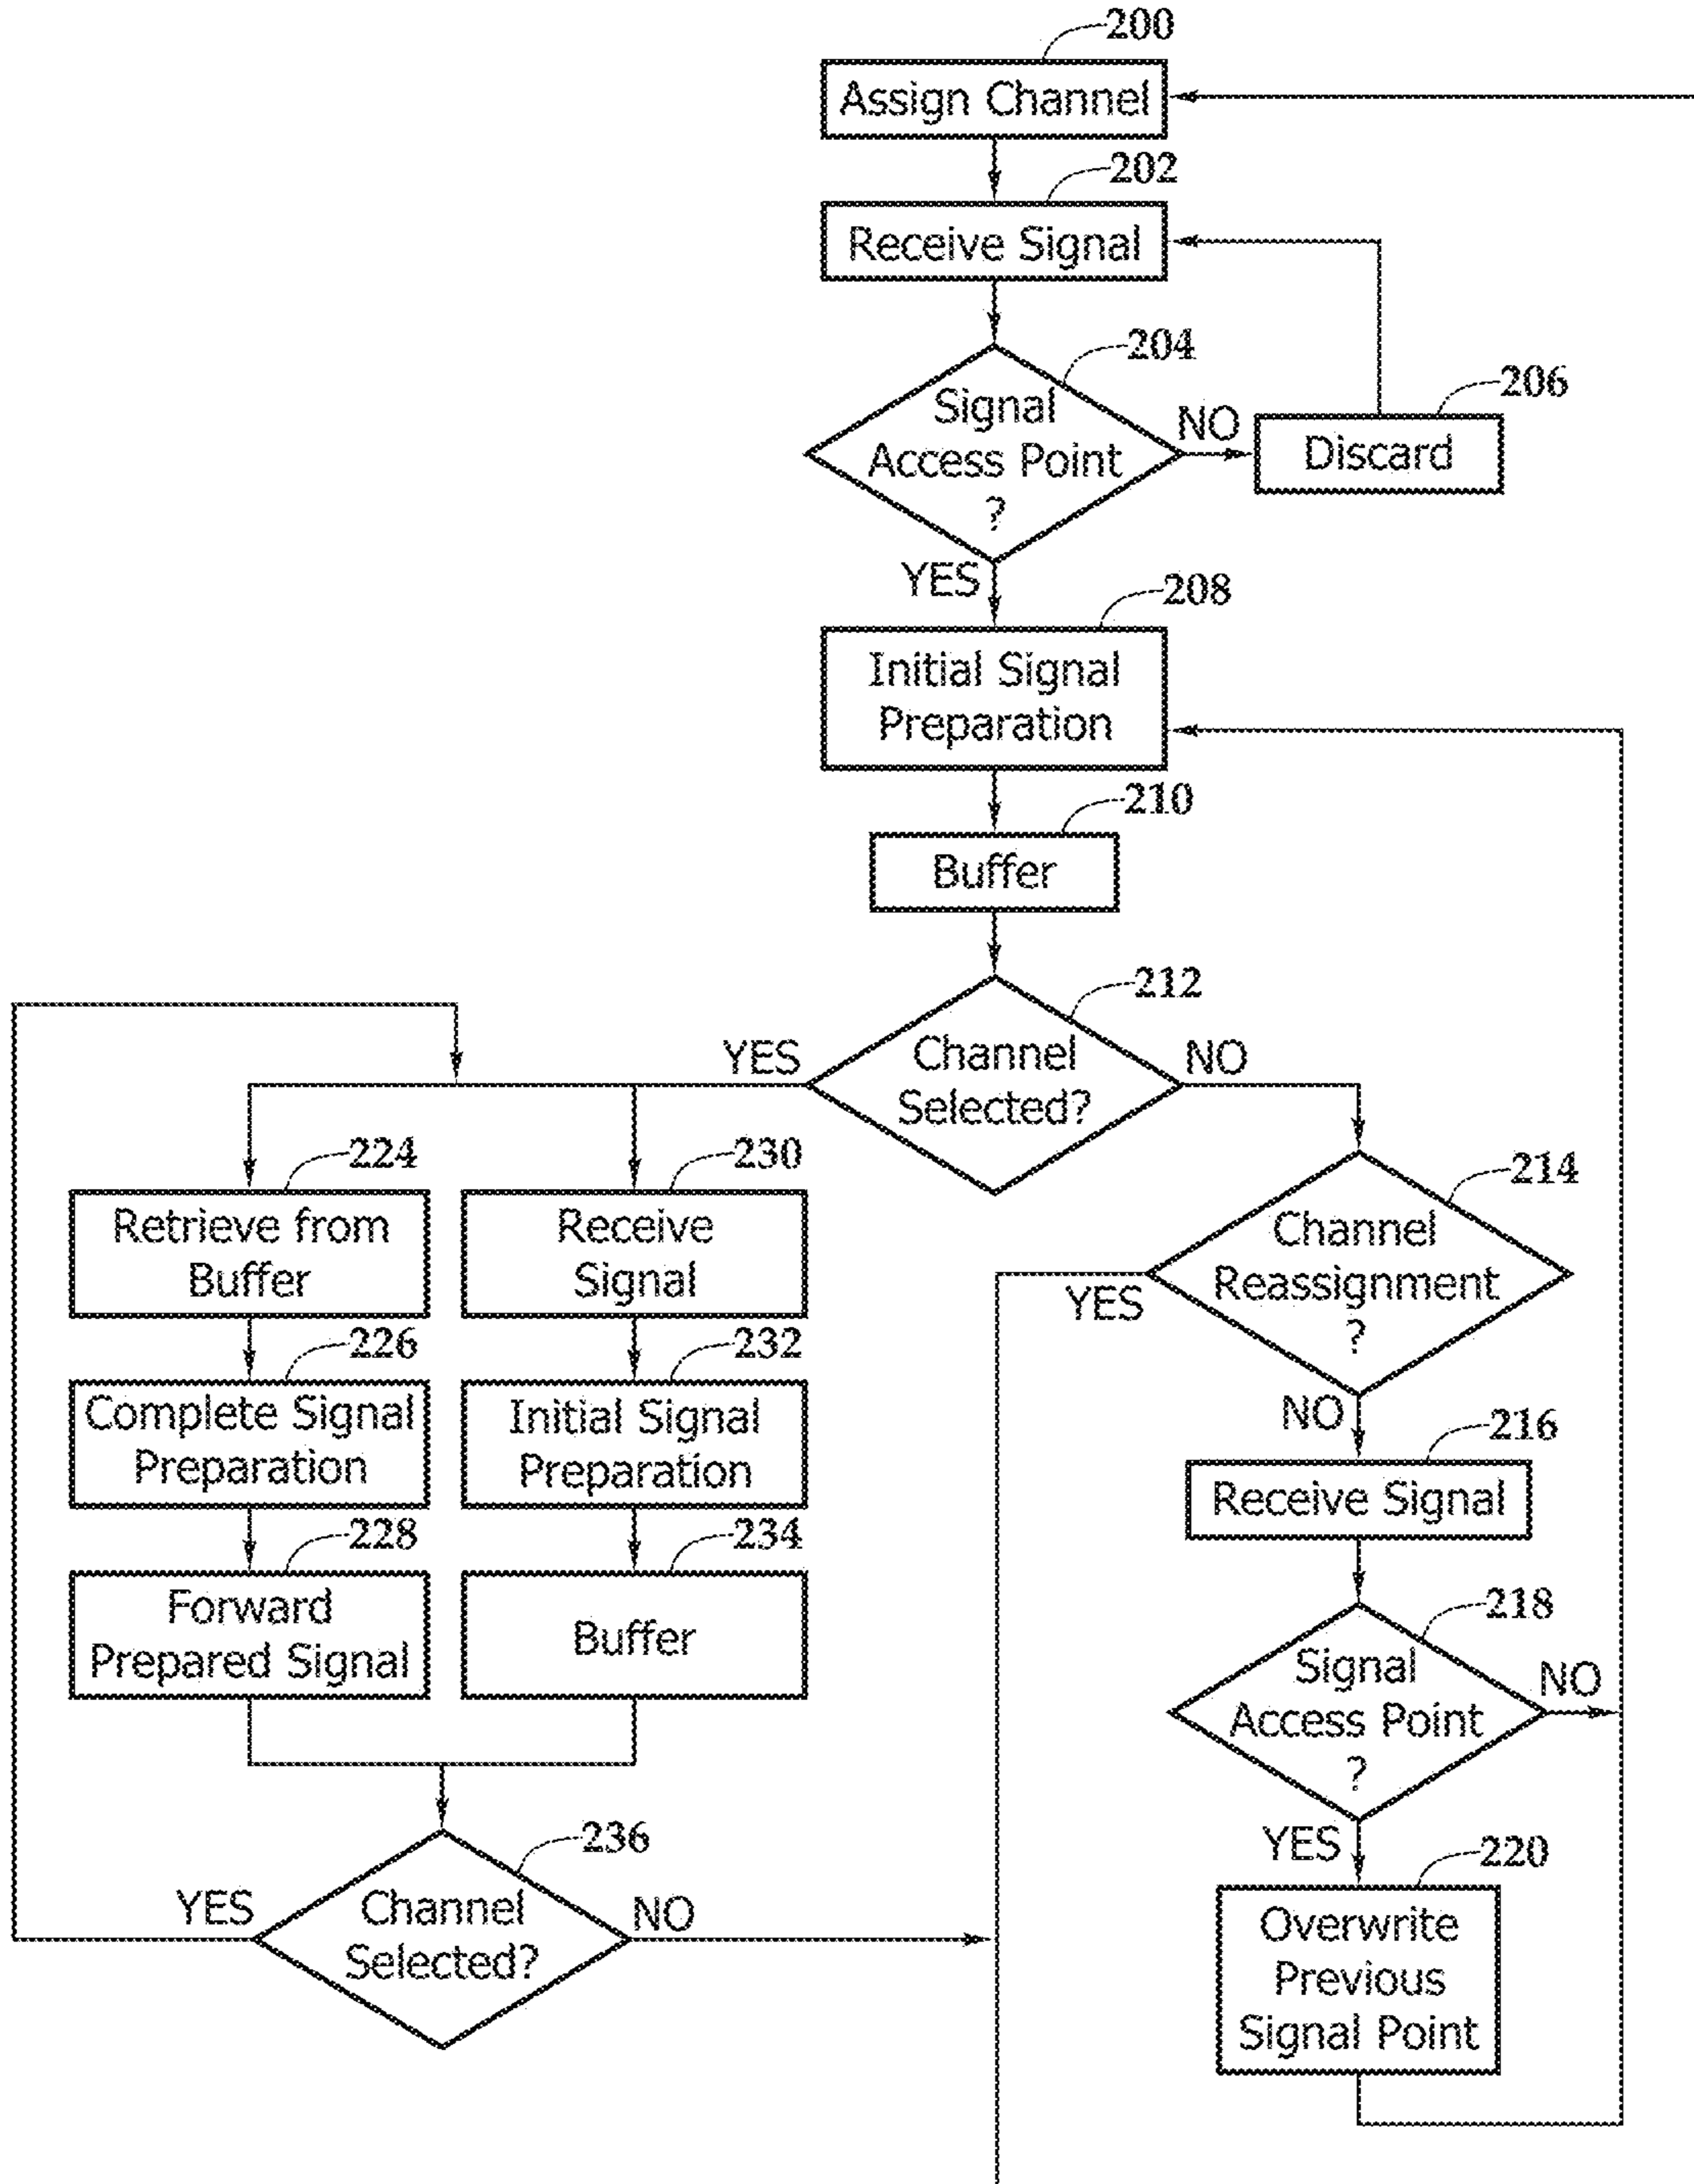 200
Assign Channel
202
Receive Signal
204
Signal
Access Point
?
NO
206
Discard
YES
208
Initial Signal
Preparation
210
Buffer
212
Channel
Selected?
YES
NO
214
Channel
Reassignment
?
YES
NO
216
Receive Signal
218
Signal
Access Point
?
NO
YES
220
Overwrite
Previous
Signal Point
224
Retrieve from
Buffer
226
Complete Signal
Preparation
228
Forward
Prepared Signal
230
Receive
Signal
232
Initial Signal
Preparation
234
Buffer
236
Channel
Selected?
YES
NO